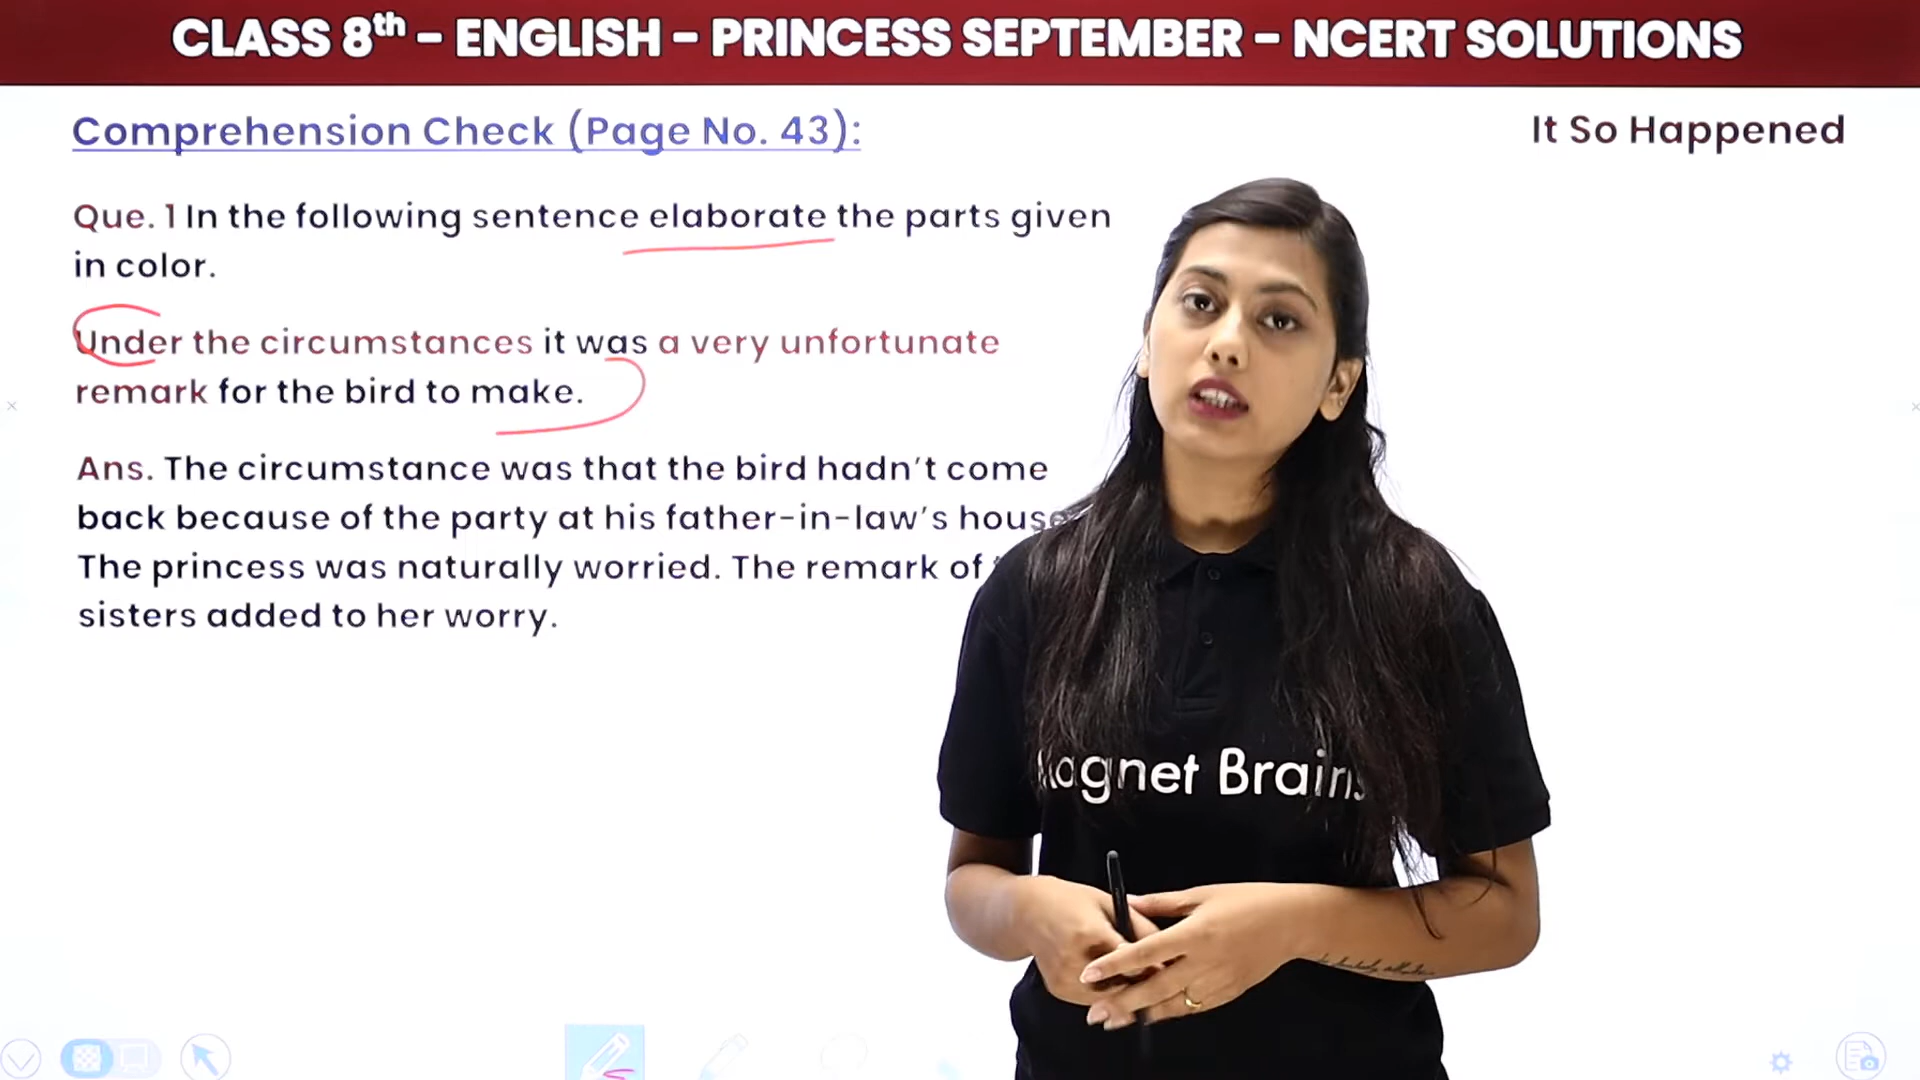 CLASS 8th – ENGLISH – PRINCESS SEPTEMBER – NCERT SOLUTIONS
Comprehension Check (Page No. 43):
It So Happened
Que. 1 In the following sentence elaborate the parts given
in color.
Under the circumstances it was a very unfortunate
remark for the bird to make.
Ans. The circumstance was that the bird hadn't come
back because of the party at his father-in-law's house
The princess was naturally worried. The remark of
sisters added to her worry.
Magnet Brains